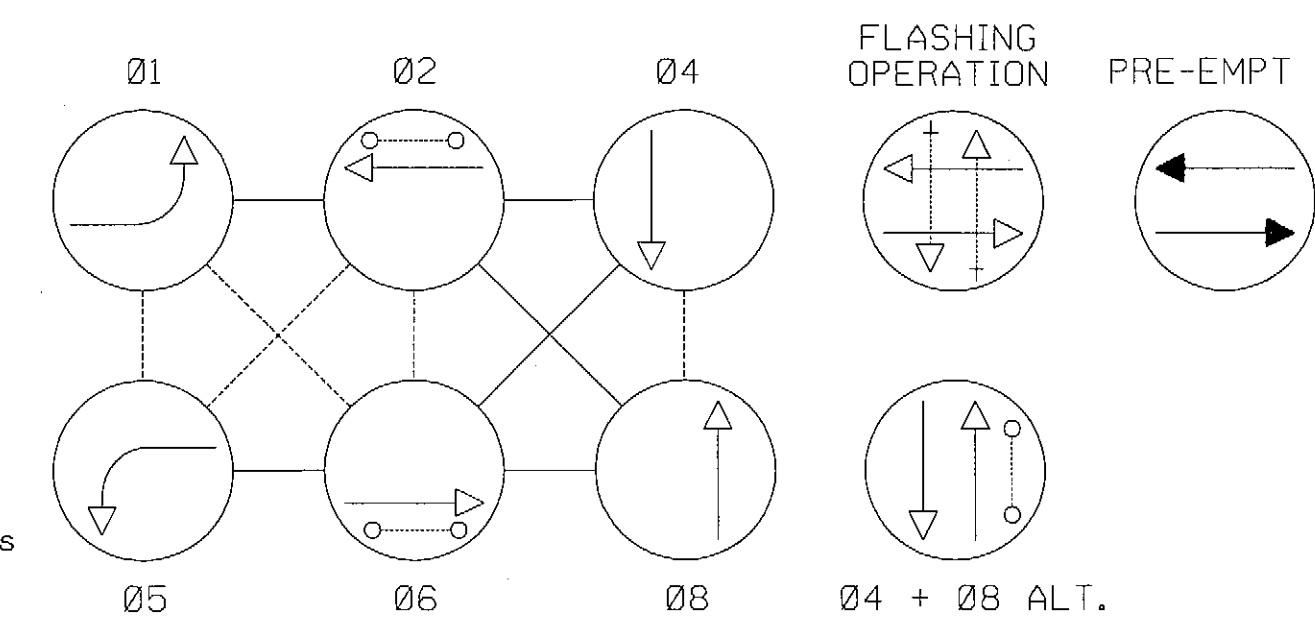 FLASHING
Ø1 Ø2 Ø4 OPERATION PRE-EMPT
s
Ø5 Ø6 Ø8 Ø4 + Ø8 ALT.